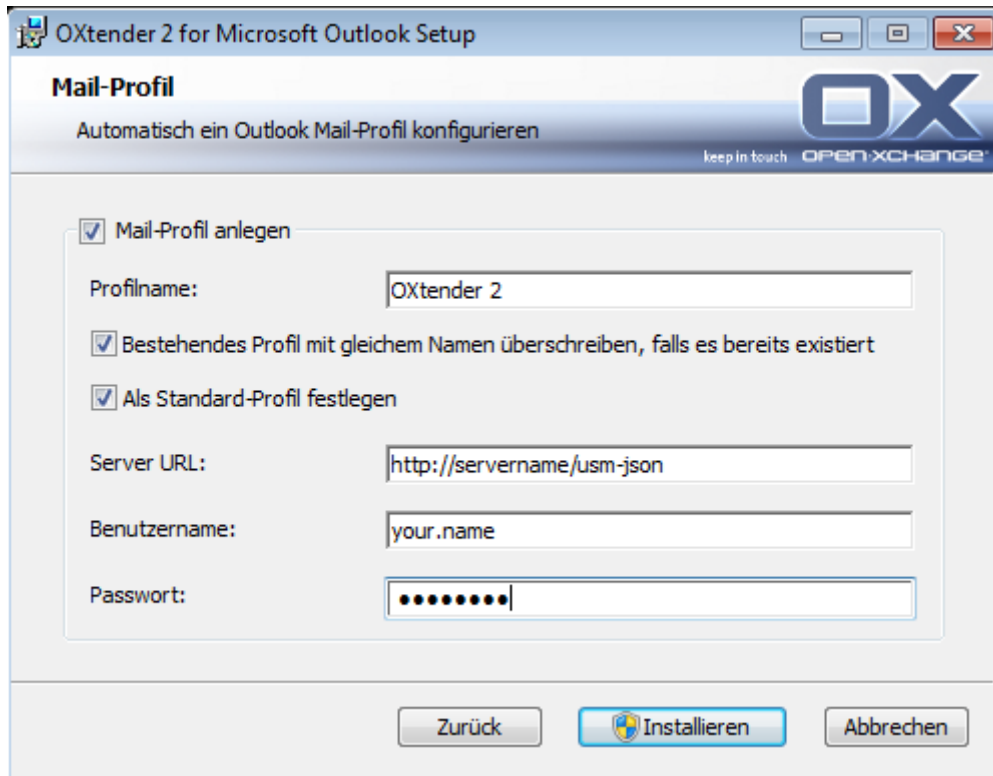 OXtender 2 for Microsoft Outlook Setup
Mail-Profil
Automatisch ein Outlook Mail-Profil konfigurieren
OX
keep in touch OPEN-XCHANGE®
Mail-Profil anlegen
Profilname: OXtender 2
Bestehendes Profil mit gleichem Namen überschreiben, falls es bereits existiert
Als Standard-Profil festlegen
Server URL: http://servername/usm-json
Benutzername: your.name
Passwort: ●●●●●●●●
Zurück Installieren Abbrechen